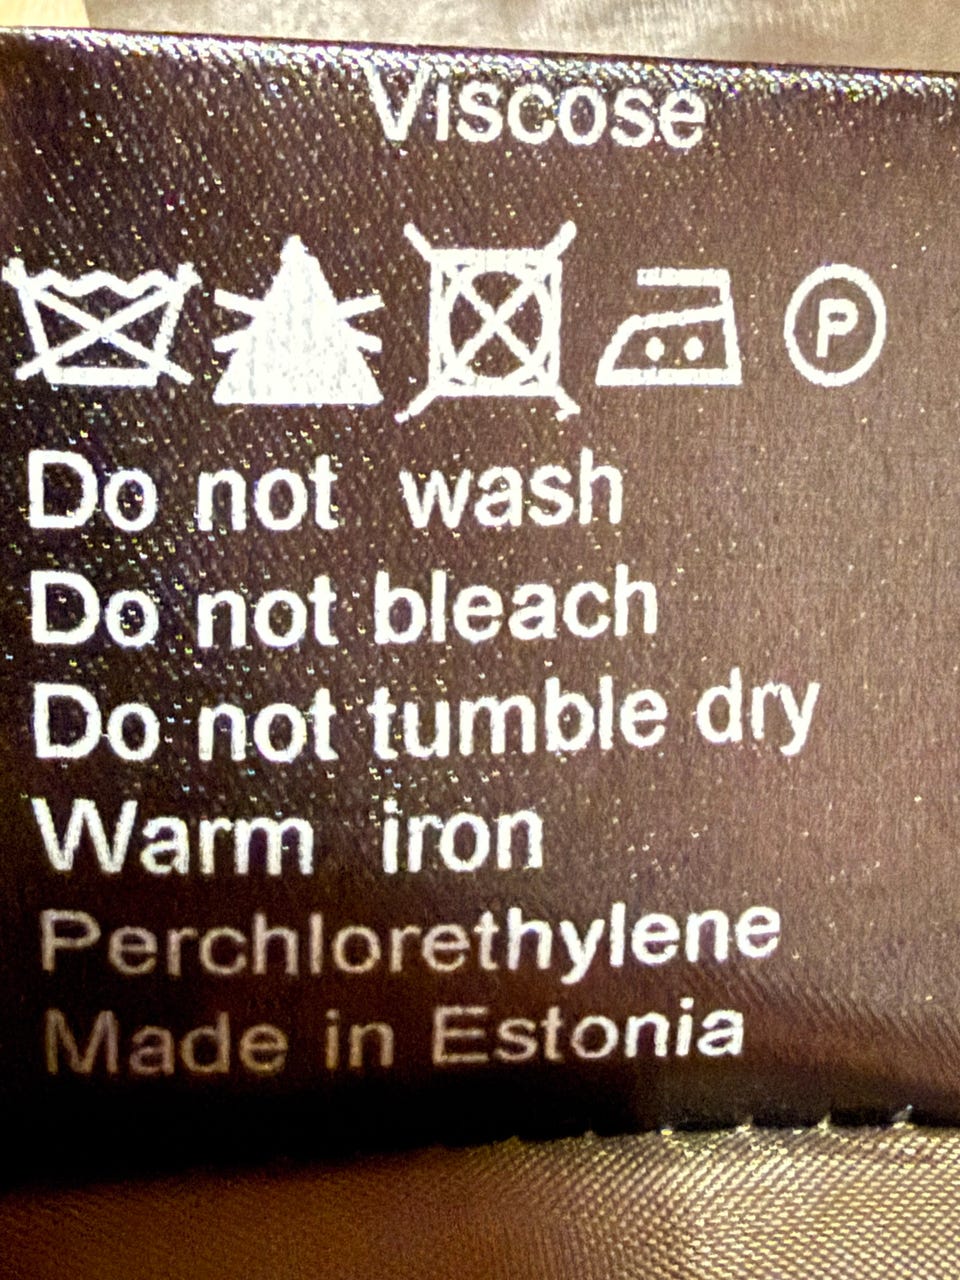 Viscose
P
Do not wash
Do not bleach
Do not tumble dry
Warm iron
Perchlorethylene
Made in Estonia